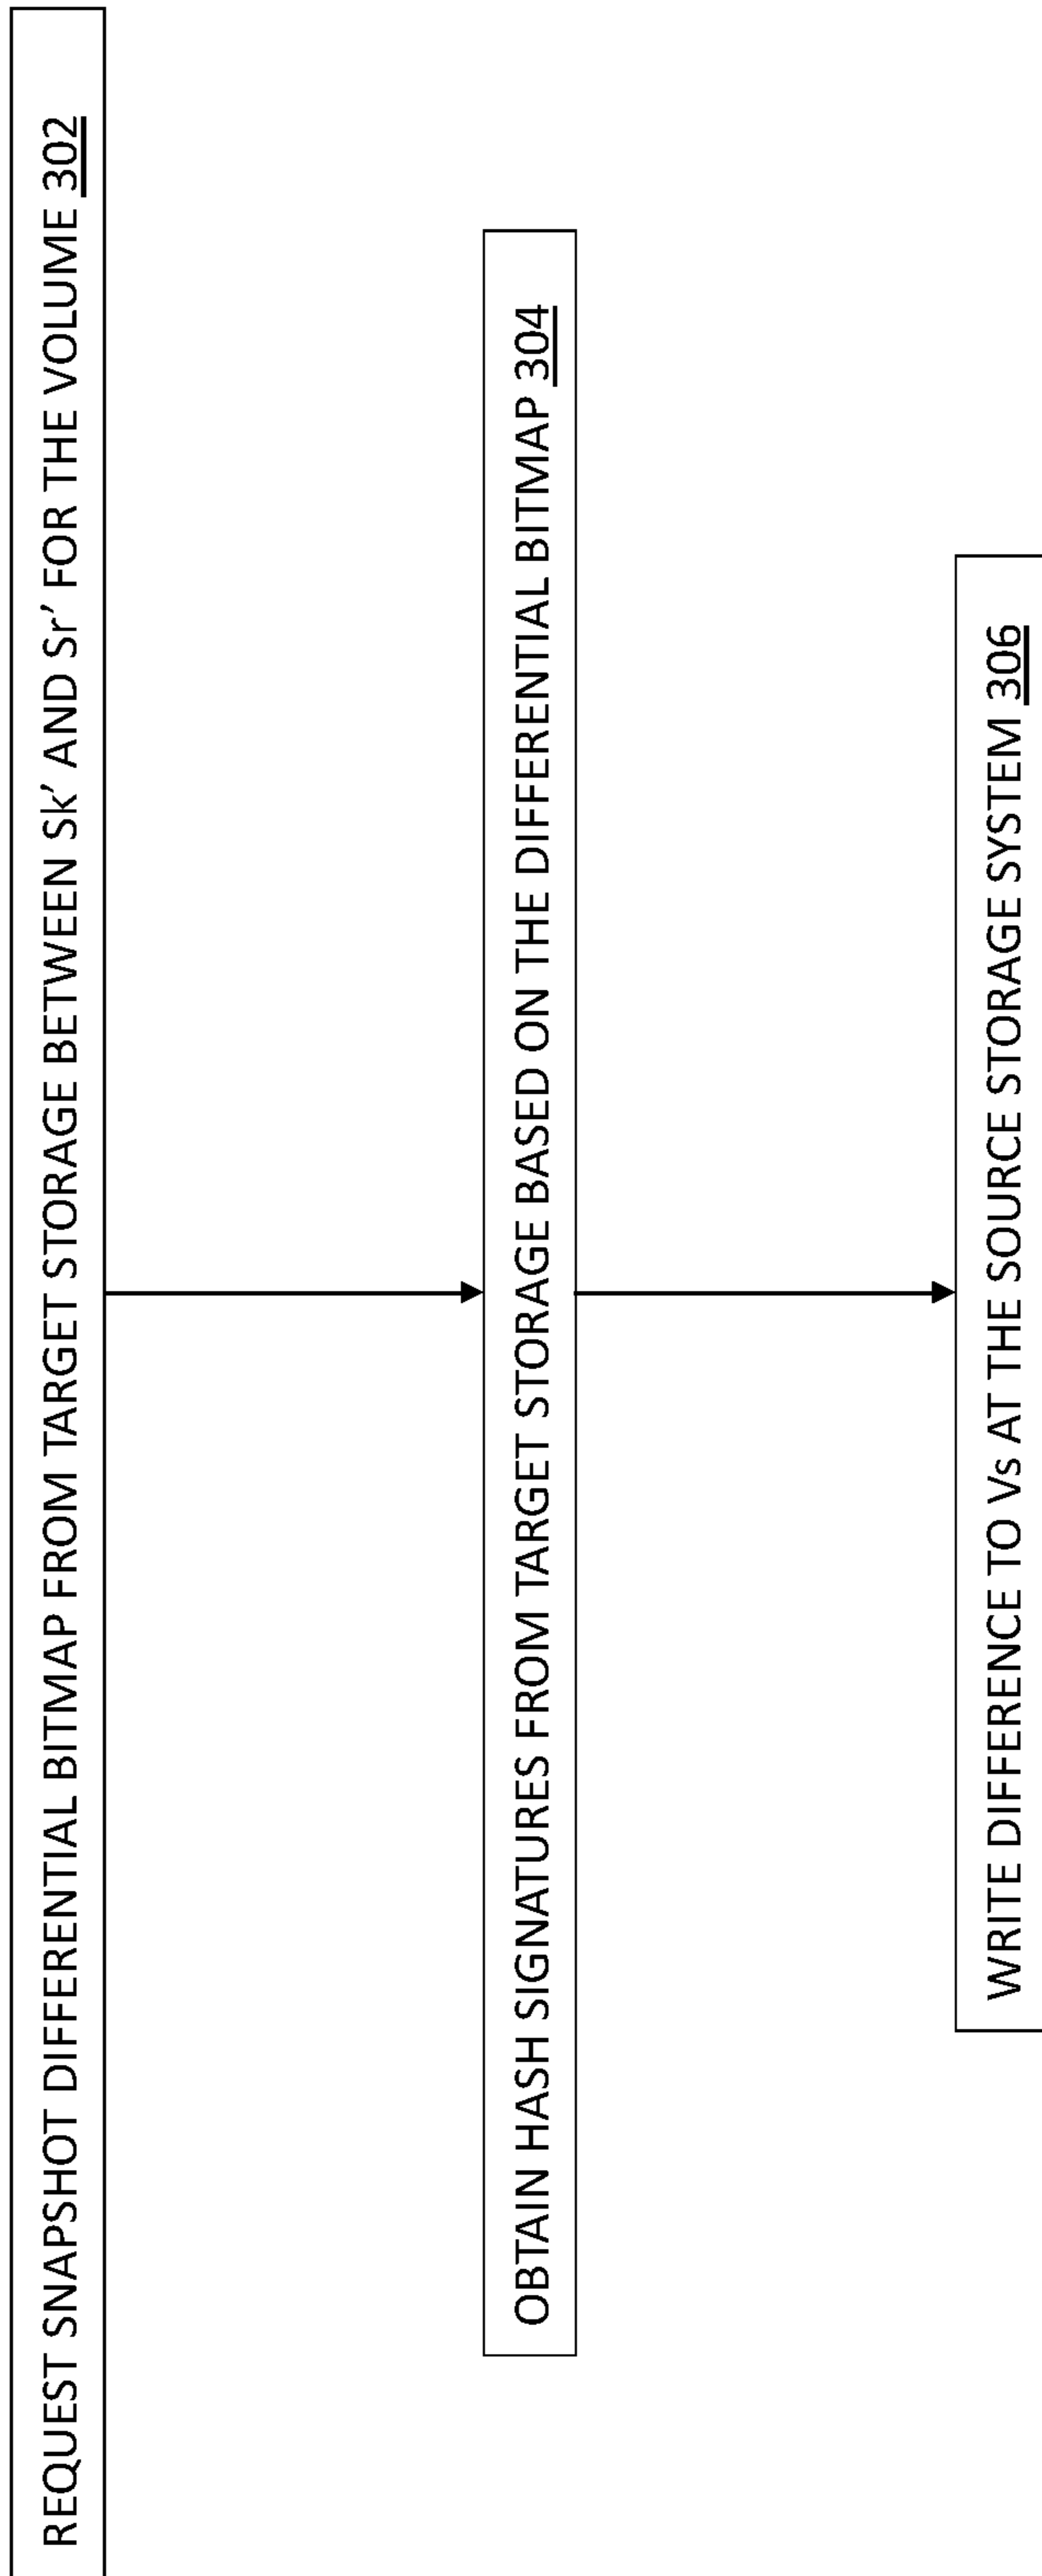 REQUEST SNAPSHOT DIFFERENTIAL BITMAP FROM TARGET STORAGE BETWEEN Sk’ AND Sr’ FOR THE VOLUME 302
OBTAIN HASH SIGNATURES FROM TARGET STORAGE BASED ON THE DIFFERENTIAL BITMAP 304
WRITE DIFFERENCE TO Vs AT THE SOURCE STORAGE SYSTEM 306